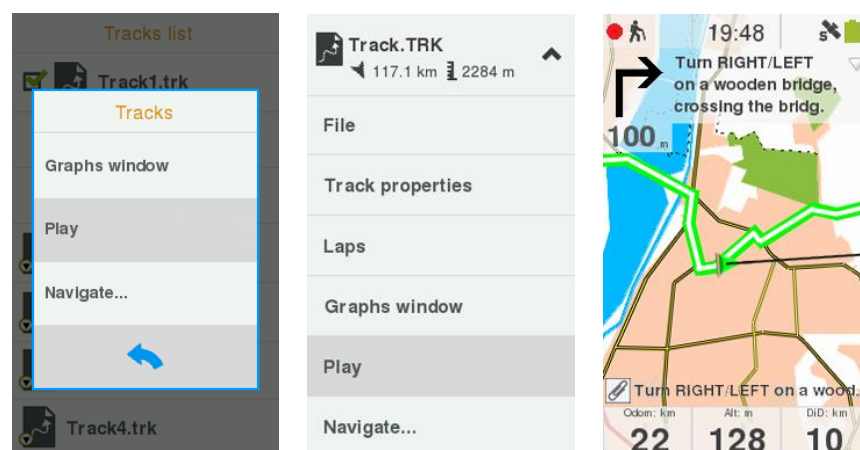 Tracks list
Track1.trk
Tracks
Graphs window
Play
Navigate...
Track4.trk
Track.TRK
117.1 km 2284 m
File
Track properties
Laps
Graphs window
Play
Navigate...
19:48
S
Turn RIGHT/LEFT
on a wooden bridge,
crossing the bridg.
100 m
Turn RIGHT/LEFT on a wood.
Odom: km Alt: m DiD: km
22 128 10